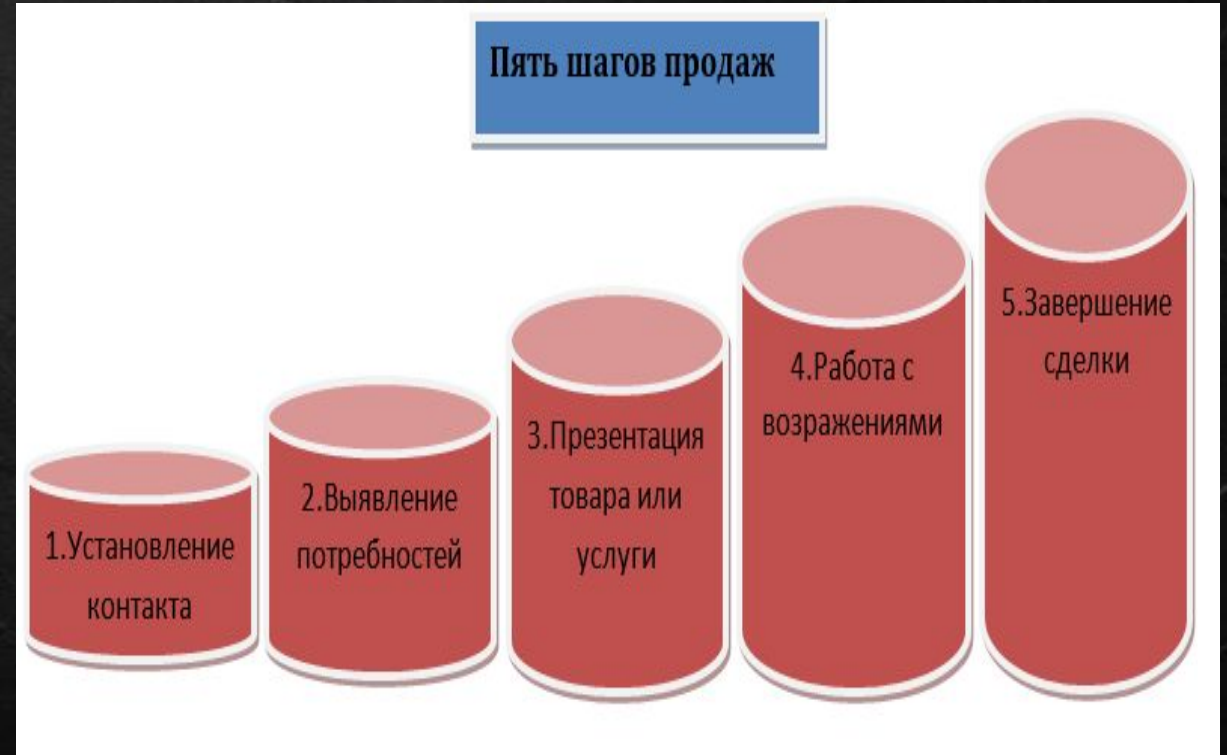 Пять шагов продаж
1.Установление
контакта
2.Выявление
потребностей
3.Презентация
товара или
услуги
4.Работа с
возражениями
5.Завершение
сделки